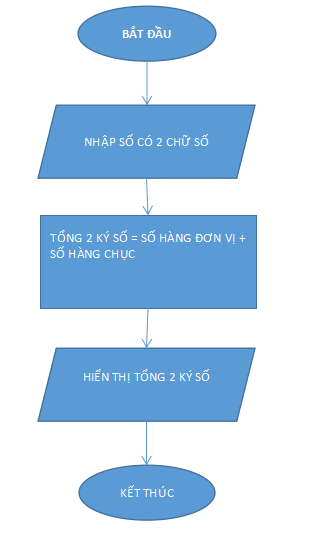 BẮT ĐẦU
NHẬP SỐ CÓ 2 CHỮ SỐ
TỔNG 2 KÝ SỐ = SỐ HÀNG ĐƠN VỊ +
SỐ HÀNG CHỤC
HIỂN THỊ TỔNG 2 KÝ SỐ
KẾT THÚC